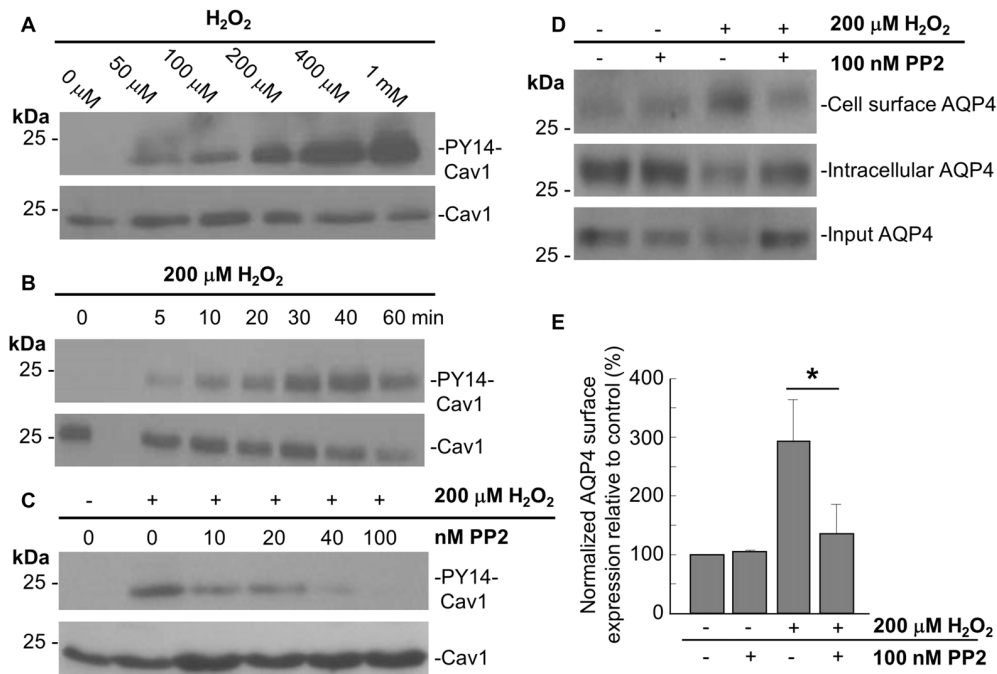 A
H2O2
0 μM 50 μM 100 μM 200 μM 400 μM 1 mM
kDa
25 -
-PY14-
Cav1
25 -
-Cav1
B
200 μM H2O2
0 5 10 20 30 40 60 min
kDa
25 -
-PY14-
Cav1
25 -
-Cav1
C
- + + + + + 200 μM H2O2
0 0 10 20 40 100 nM PP2
kDa
25 -
-PY14-
Cav1
25 -
-Cav1
D
- - + + 200 μM H2O2
- + - + 100 nM PP2
kDa
-Cell surface AQP4
25 -
-Intracellular AQP4
25 -
-Input AQP4
25 -
E
Normalized AQP4 surface
expression relative to control (%)
400
300
200
100
0
*
- - + + 200 μM H2O2
- + - + 100 nM PP2